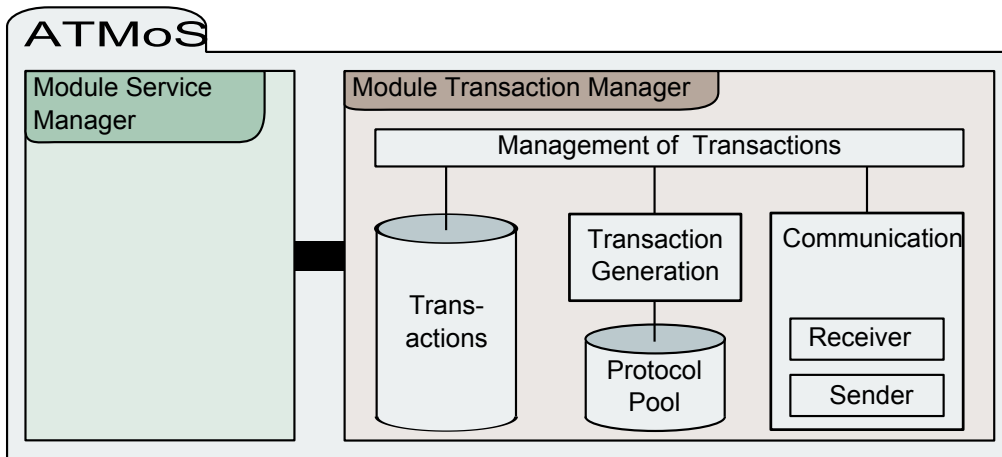 ATMoS
Module Service
Manager
Module Transaction Manager
Management of Transactions
Trans-
actions
Transaction
Generation
Protocol
Pool
Communication
Receiver
Sender